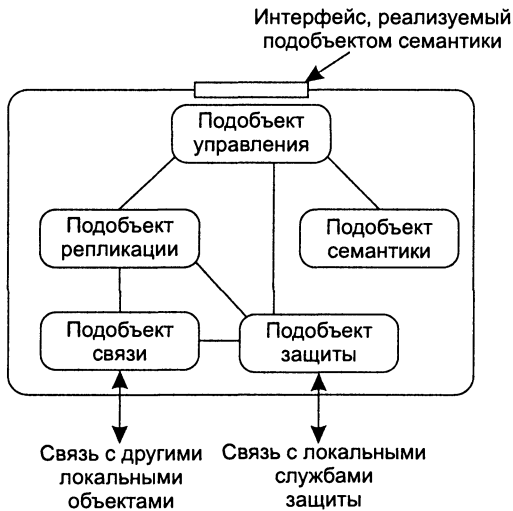 Интерфейс, реализуемый
подобъектом семантики
Подобъект
управления
Подобъект
репликации
Подобъект
семантики
Подобъект
связи
Подобъект
защиты
Связь с другими
локальными
объектами
Связь с локальными
службами
защиты